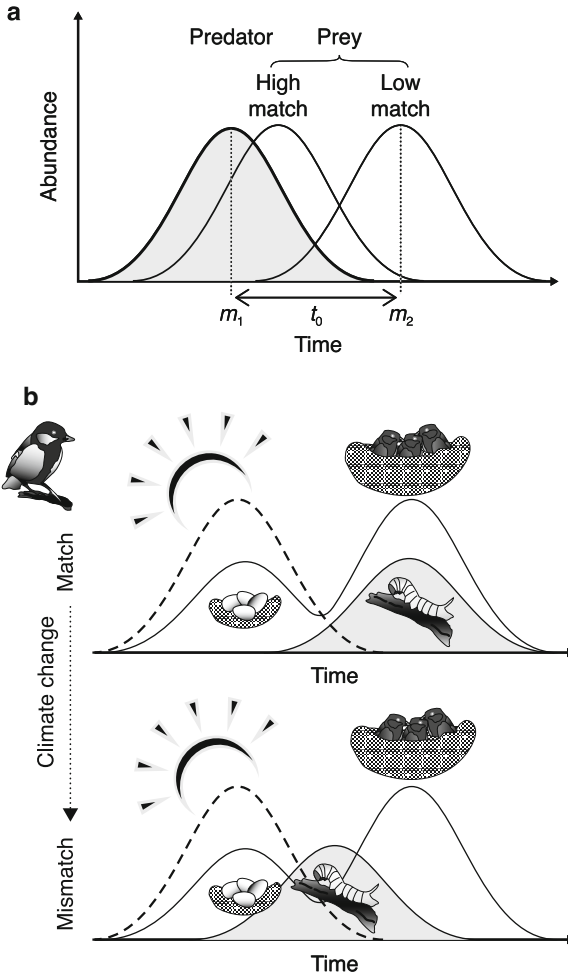 a
Predator
Prey
High
match
Low
match
Abundance
m1
t0
m2
Time
b
Match
Time
Climate change
Mismatch
Time